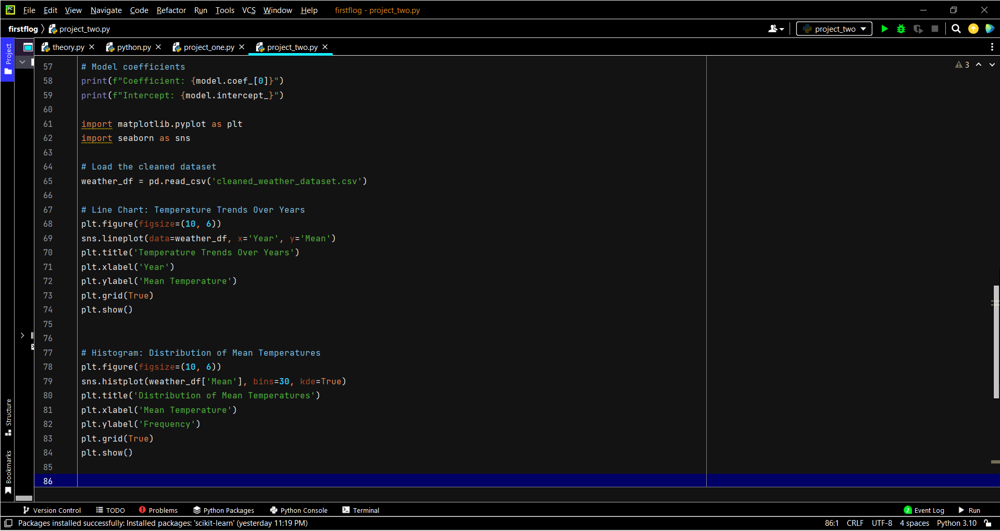 File Edit View Navigate Code Refactor Run Tools VCS Window Help firstflog - project_two.py
firstflog project_two.py project_two
Project
theory.py python.py project_one.py project_two.py
57 # Model coefficients
3
58 print(f"Coefficient: {model.coef_[0]}")
59 print(f"Intercept: {model.intercept_}")
60
61 import matplotlib.pyplot as plt
62 import seaborn as sns
63
64 # Load the cleaned dataset
65 weather_df = pd.read_csv('cleaned_weather_dataset.csv')
66
67 # Line Chart: Temperature Trends Over Years
68 plt.figure(figsize=(10, 6))
69 sns.lineplot(data=weather_df, x='Year', y='Mean')
70 plt.title('Temperature Trends Over Years')
71 plt.xlabel('Year')
72 plt.ylabel('Mean Temperature')
73 plt.grid(True)
74 plt.show()
75
76
77 # Histogram: Distribution of Mean Temperatures
78 plt.figure(figsize=(10, 6))
79 sns.histplot(weather_df['Mean'], bins=30, kde=True)
80 plt.title('Distribution of Mean Temperatures')
81 plt.xlabel('Mean Temperature')
82 plt.ylabel('Frequency')
83 plt.grid(True)
84 plt.show()
85
86
Structure
Bookmarks
Version Control TODO Problems Python Packages Python Console Terminal 2 Event Log Run
Packages installed successfully: Installed packages: 'scikit-learn' (yesterday 11:19 PM) 86:1 CRLF UTF-8 4 spaces Python 3.10